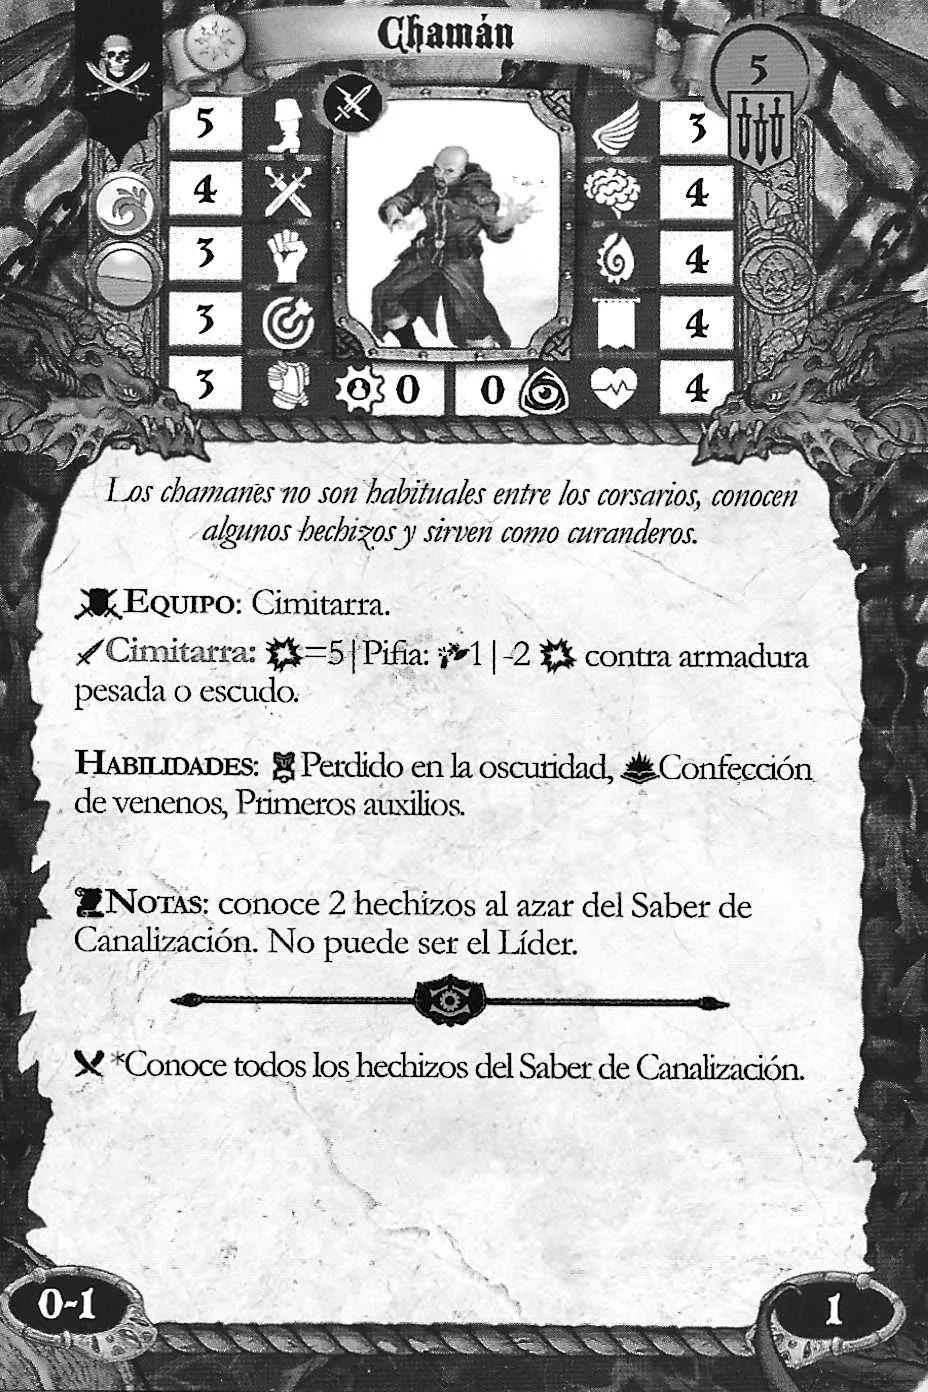 Chamán
5
5
3
4
4
3
4
3
4
3
0
0
4
Los chamanes no son habituales entre los corsarios, conocen
algunos hechizos y sirven como curanderos.
EQUIPO: Cimitarra.
Cimitarra: =5 | Pifia: 1 | -2 contra armadura
pesada o escudo.
HABILIDADES: Perdido en la oscuridad, Confección
de venenos, Primeros auxilios.
NOTAS: conoce 2 hechizos al azar del Saber de
Canalización. No puede ser el Líder.
*Conoce todos los hechizos del Saber de Canalización.
0-1
1